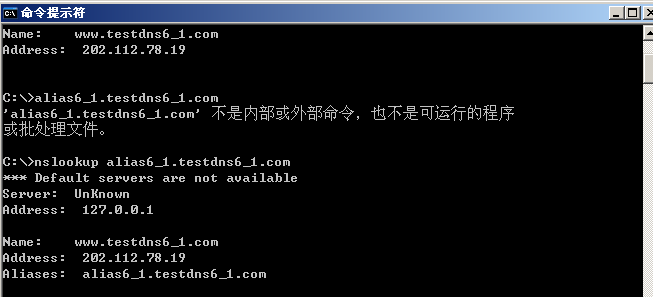 命令提示符
Name:    www.testdns6_1.com
Address:  202.112.78.19
C:\>alias6_1.testdns6_1.com
'alias6_1.testdns6_1.com' 不是内部或外部命令，也不是可运行的程序
或批处理文件。
C:\>nslookup alias6_1.testdns6_1.com
*** Default servers are not available
Server:  UnKnown
Address:  127.0.0.1
Name:    www.testdns6_1.com
Address:  202.112.78.19
Aliases:  alias6_1.testdns6_1.com